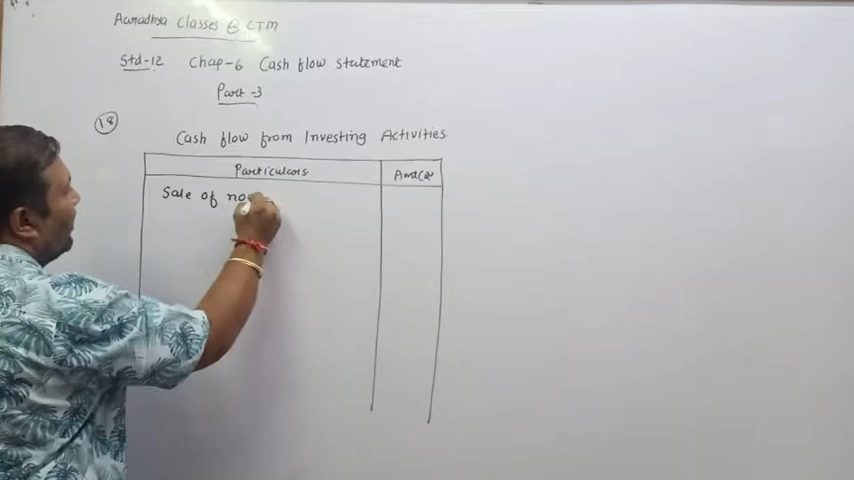 Auradhya Classes @ CTM
Std-12 Chap-6 Cash flow statement
Part-3
18 Cash flow from Investing Activities
Particulars Amt(₹)
Sale of no